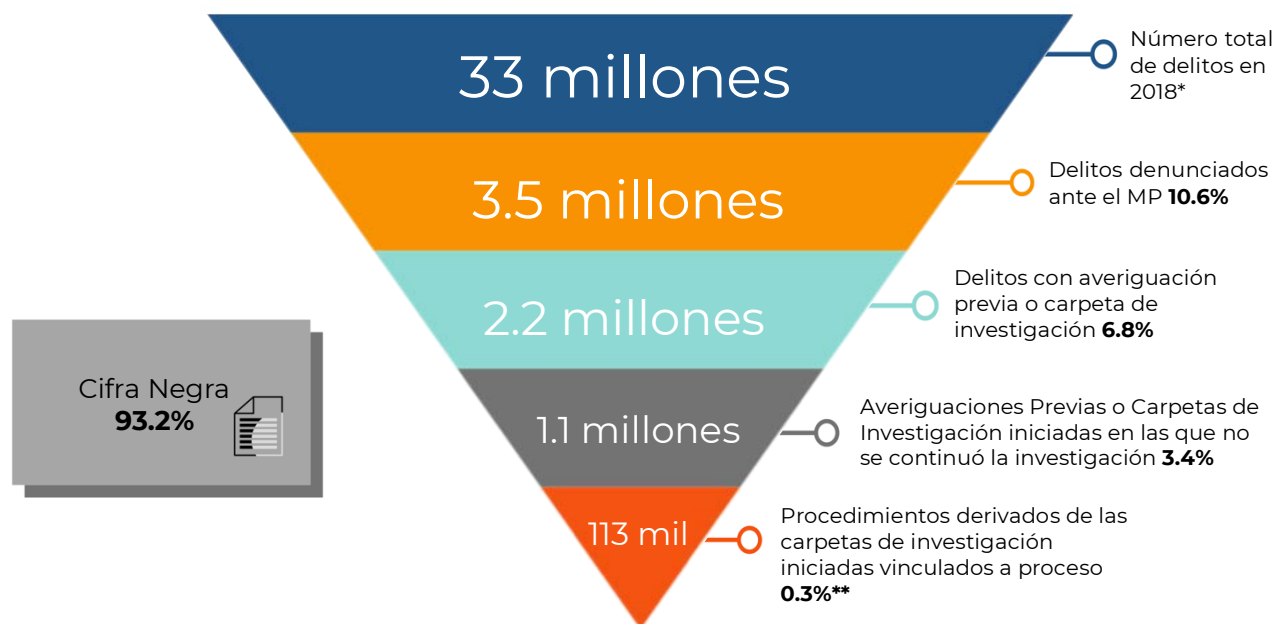 33 millones
Número total
de delitos en
2018*
3.5 millones
Delitos denunciados
ante el MP 10.6%
2.2 millones
Delitos con averiguación
previa o carpeta de
investigación 6.8%
Cifra Negra
93.2%
1.1 millones
Averiguaciones Previas o Carpetas de
Investigación iniciadas en las que no
se continuó la investigación 3.4%
113 mil
Procedimientos derivados de las
carpetas de investigación
iniciadas vinculados a proceso
0.3%**